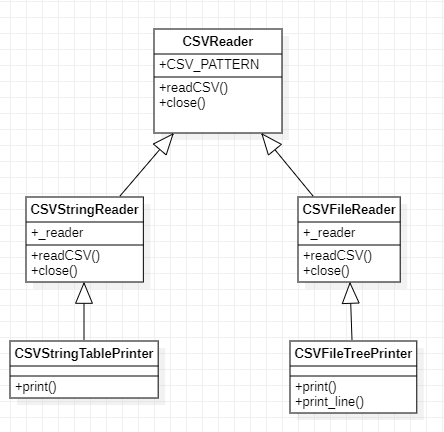 CSVReader
+CSV_PATTERN
+readCSV()
+close()
CSVStringReader
+_reader
+readCSV()
+close()
CSVFileReader
+_reader
+readCSV()
+close()
CSVStringTablePrinter
+print()
CSVFileTreePrinter
+print()
+print_line()